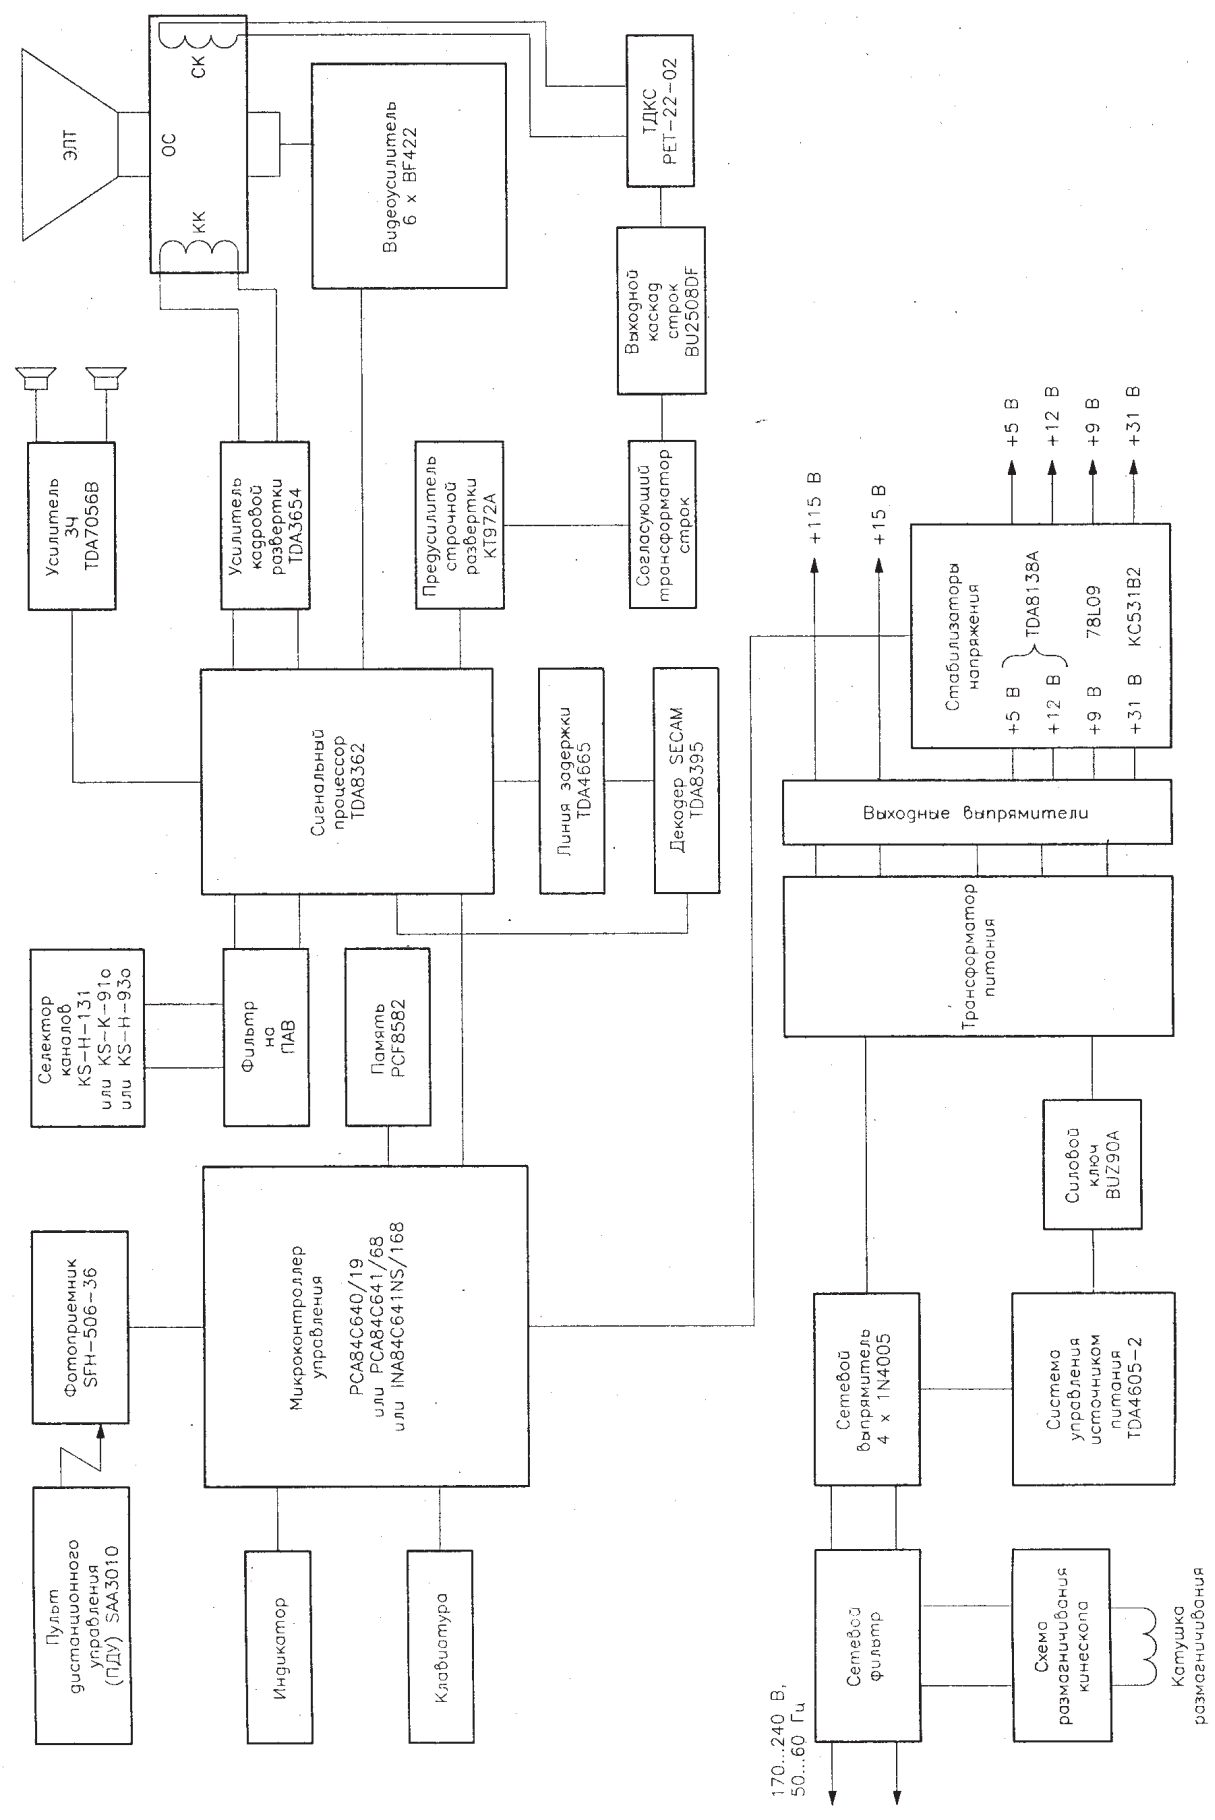 Пульт
дистанционного
управления
(ПДУ) SAA3010
Фотоприемник
SFH-506-36
Селектор
каналов
KS-H-131
или KS-K-91o
или KS-H-93o
Усилитель
ЗЧ
TDA7056B
ЭЛТ
Индикатор
Клавиатура
Микроконтроллер
управления
PCA84C640/19
или PCA84C641/68
или INA84C641NS/168
Фильтр
на
ПАВ
Память
PCF8582
Сигнальный
процессор
TDA8362
Линия задержки
TDA4665
Декодер SECAM
TDA8395
Усилитель
кадровой
развертки
TDA3654
Предусилитель
строчной
развертки
КТ972А
Согласующий
трансформатор
строк
КК
ОС
СК
Видеоусилитель
6 x BF422
Выходной
каскад
строк
BU2508DF
ТДКС
PET-22-02
170...240 В,
50...60 Гц
Сетевой
фильтр
Схема
размагничивания
кинескопа
Катушка
размагничивания
Сетевой
выпрямитель
4 x 1N4005
Система
управления
источником
питания
TDA4605-2
Силовой
ключ
BUZ90A
Трансформатор
питания
Выходные выпрямители
Стабилизаторы
напряжения
+5 В
+12 В
TDA8138A
+9 В 78L09
+31 В КС531В2
+115 В
+15 В
+5 В
+12 В
+9 В
+31 В